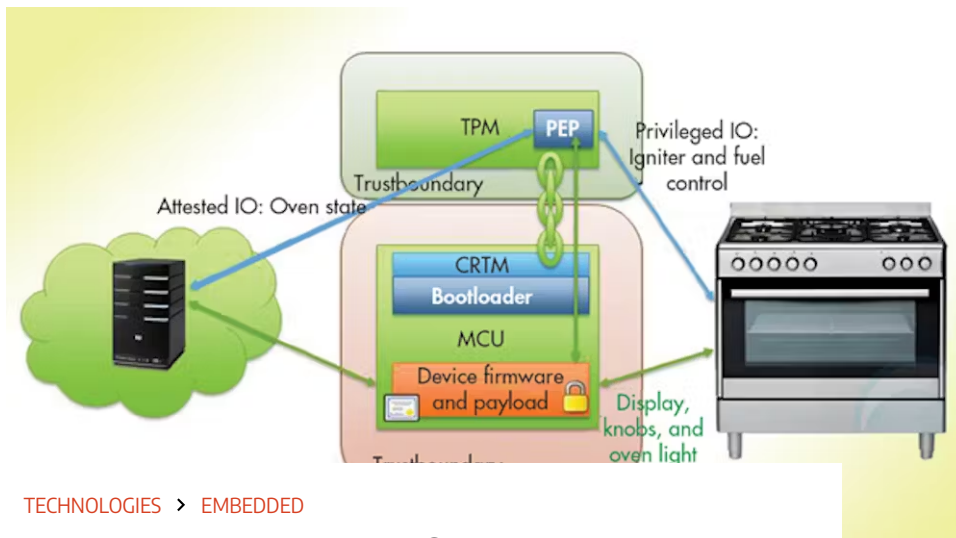 TPM
PEP
Privileged IO:
Igniter and fuel
control
Trustboundary
Attested IO: Oven state
CRTM
Bootloader
MCU
Device firmware
and payload
Display,
knobs, and
oven light
Trustboundary
TECHNOLOGIES > EMBEDDED